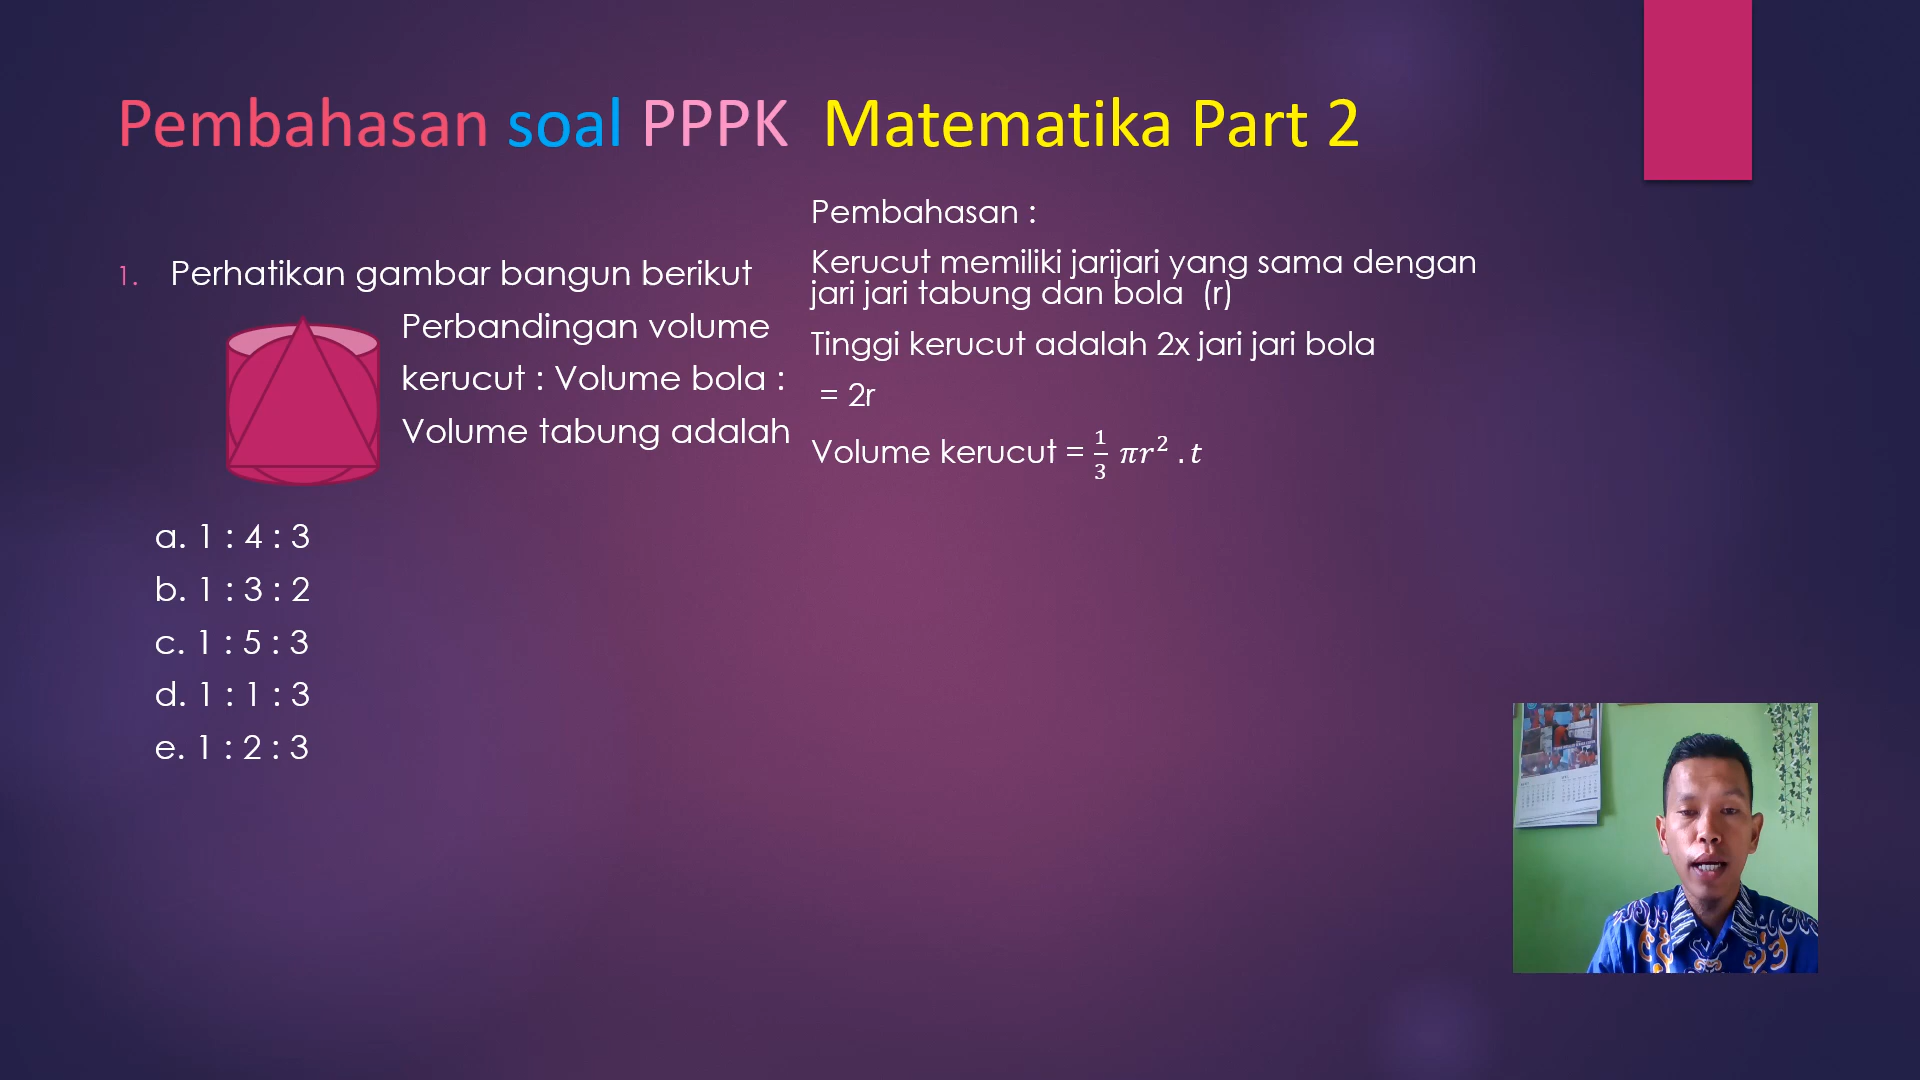 Pembahasan soal PPPK Matematika Part 2
1. Perhatikan gambar bangun berikut
Perbandingan volume
kerucut : Volume bola :
Volume tabung adalah
a. 1 : 4 : 3
b. 1 : 3 : 2
c. 1 : 5 : 3
d. 1 : 1 : 3
e. 1 : 2 : 3
Pembahasan :
Kerucut memiliki jarijari yang sama dengan
jari jari tabung dan bola (r)
Tinggi kerucut adalah 2x jari jari bola
= 2r
Volume kerucut = 1/3 πr² . t